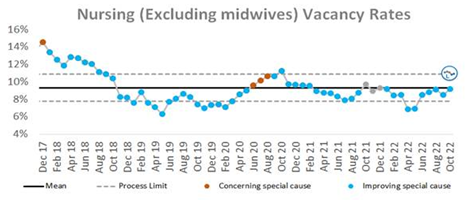 Nursing (Excluding midwives) Vacancy Rates
16%
14%
12%
10%
8%
6%
4%
Dec 17
Feb 18
Apr 18
Jun 18
Aug 18
Oct 18
Dec 18
Feb 19
Apr 19
Jun 19
Aug 19
Oct 19
Dec 19
Feb 20
Apr 20
Jun 20
Aug 20
Oct 20
Dec 20
Feb 21
Apr 21
Jun 21
Aug 21
Oct 21
Dec 21
Feb 22
Apr 22
Jun 22
Aug 22
Oct 22
Mean Process Limit Concerning special cause Improving special cause